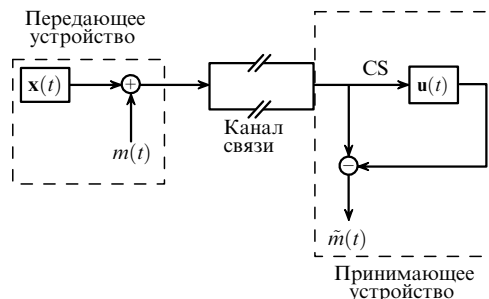 Передающее
устройство
x(t)
+
m(t)
Канал
связи
CS
u(t)
−
m̃(t)
Принимающее
устройство